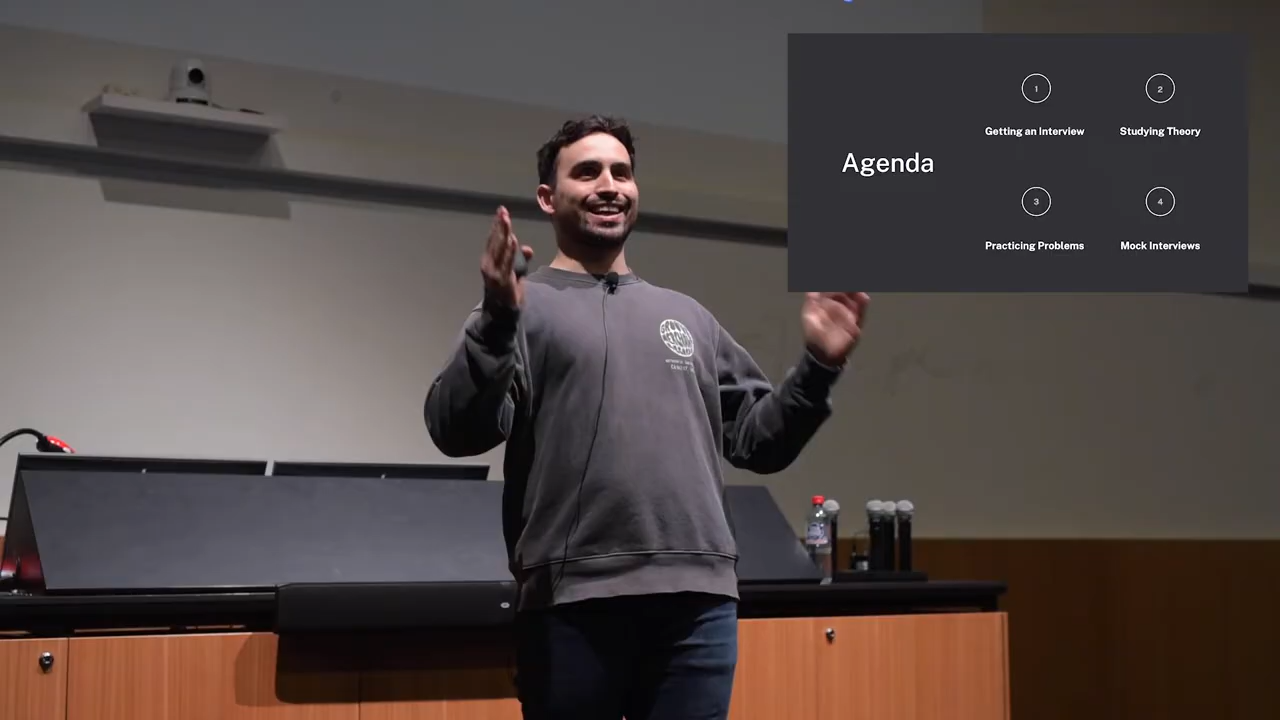 Agenda
1
2
Getting an Interview
Studying Theory
3
4
Practicing Problems
Mock Interviews